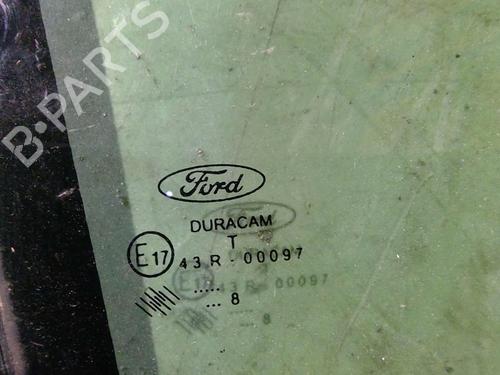 B-PARTS
Ford
DURACAM
T
E17 43R-00097
.....
... 8